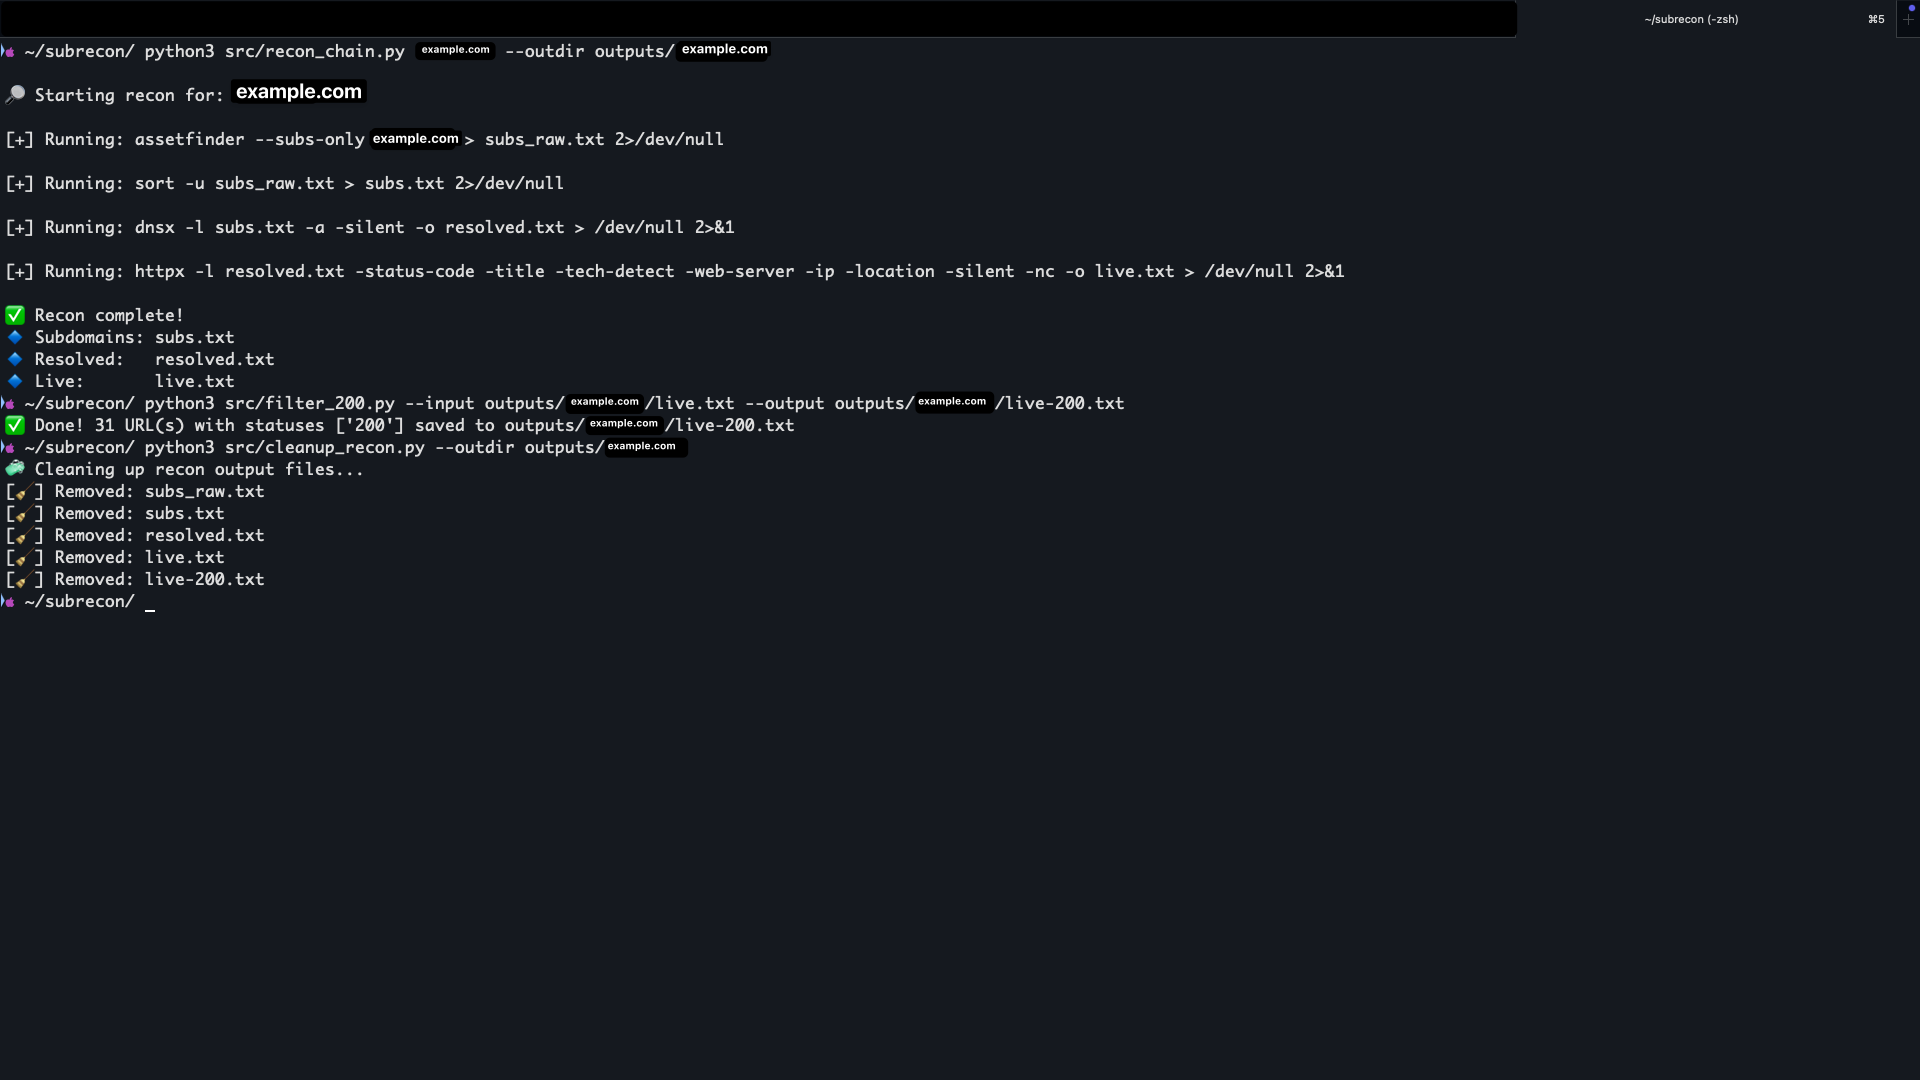 ~/subrecon (-zsh) ⌘5 +
~/subrecon/ python3 src/recon_chain.py example.com --outdir outputs/example.com
Starting recon for: example.com
[+] Running: assetfinder --subs-only example.com > subs_raw.txt 2>/dev/null
[+] Running: sort -u subs_raw.txt > subs.txt 2>/dev/null
[+] Running: dnsx -l subs.txt -a -silent -o resolved.txt > /dev/null 2>&1
[+] Running: httpx -l resolved.txt -status-code -title -tech-detect -web-server -ip -location -silent -nc -o live.txt > /dev/null 2>&1
✅ Recon complete!
🔹 Subdomains: subs.txt
🔹 Resolved: resolved.txt
🔹 Live: live.txt
~/subrecon/ python3 src/filter_200.py --input outputs/example.com/live.txt --output outputs/example.com/live-200.txt
✅ Done! 31 URL(s) with statuses ['200'] saved to outputs/example.com/live-200.txt
~/subrecon/ python3 src/cleanup_recon.py --outdir outputs/example.com
🧼 Cleaning up recon output files...
[🧹] Removed: subs_raw.txt
[🧹] Removed: subs.txt
[🧹] Removed: resolved.txt
[🧹] Removed: live.txt
[🧹] Removed: live-200.txt
~/subrecon/ _